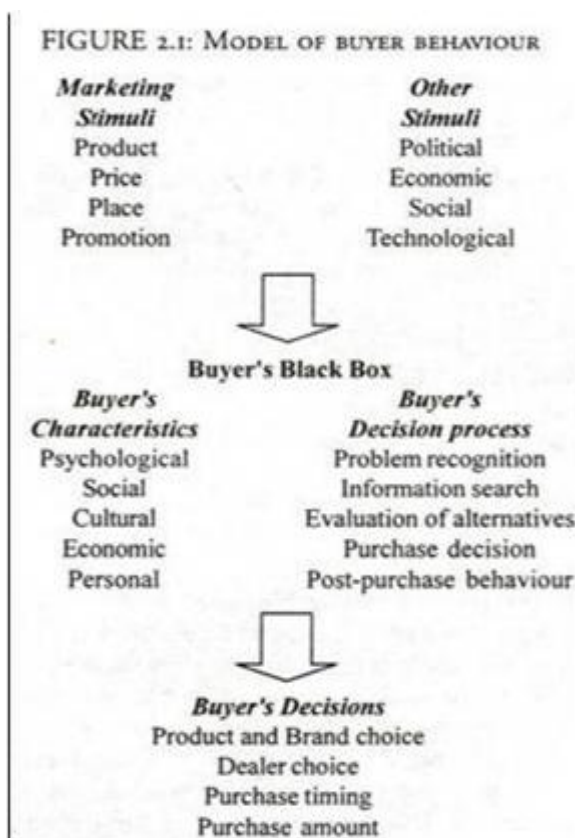 FIGURE 2.1: MODEL OF BUYER BEHAVIOUR
Marketing
Stimuli
Product
Price
Place
Promotion
Other
Stimuli
Political
Economic
Social
Technological
Buyer's Black Box
Buyer's
Characteristics
Psychological
Social
Cultural
Economic
Personal
Buyer's
Decision process
Problem recognition
Information search
Evaluation of alternatives
Purchase decision
Post-purchase behaviour
Buyer's Decisions
Product and Brand choice
Dealer choice
Purchase timing
Purchase amount